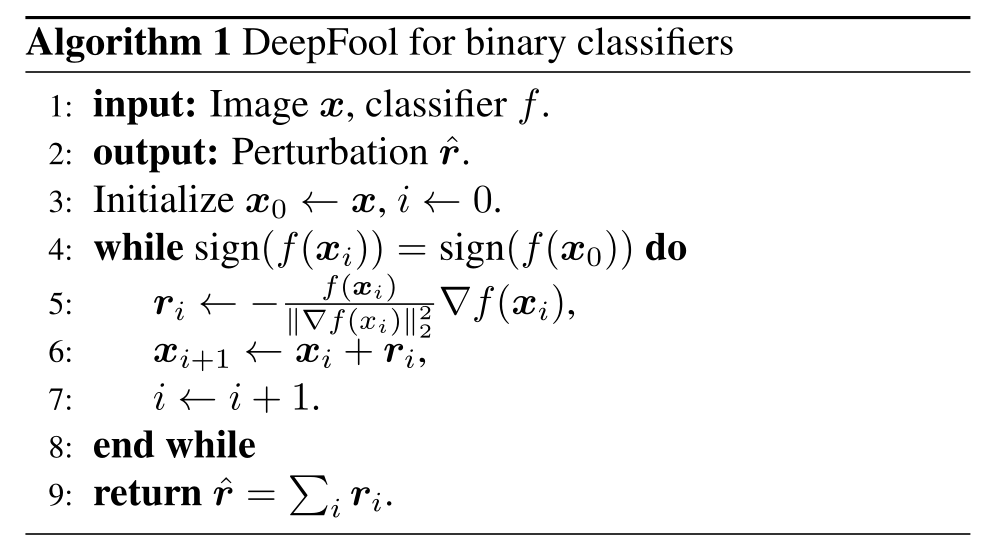 Algorithm 1 DeepFool for binary classifiers
1: input: Image $\boldsymbol{x}$, classifier $f$.
2: output: Perturbation $\hat{\boldsymbol{r}}$.
3: Initialize $\boldsymbol{x}_0 \leftarrow \boldsymbol{x}$, $i \leftarrow 0$.
4: while $\text{sign}(f(\boldsymbol{x}_i)) = \text{sign}(f(\boldsymbol{x}_0))$ do
5: $\boldsymbol{r}_i \leftarrow -\frac{f(\boldsymbol{x}_i)}{\|\nabla f(x_i)\|_2^2} \nabla f(\boldsymbol{x}_i)$,
6: $\boldsymbol{x}_{i+1} \leftarrow \boldsymbol{x}_i + \boldsymbol{r}_i$,
7: $i \leftarrow i + 1$.
8: end while
9: return $\hat{\boldsymbol{r}} = \sum_i \boldsymbol{r}_i$.